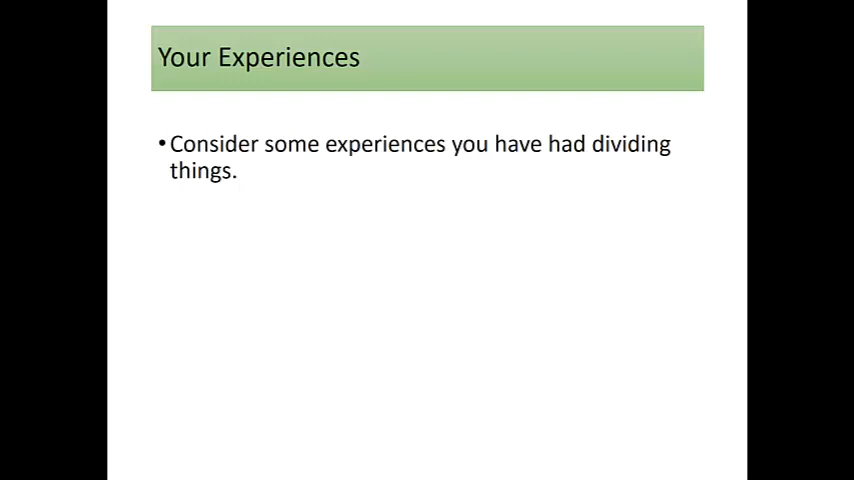 Your Experiences
•Consider some experiences you have had dividing
things.